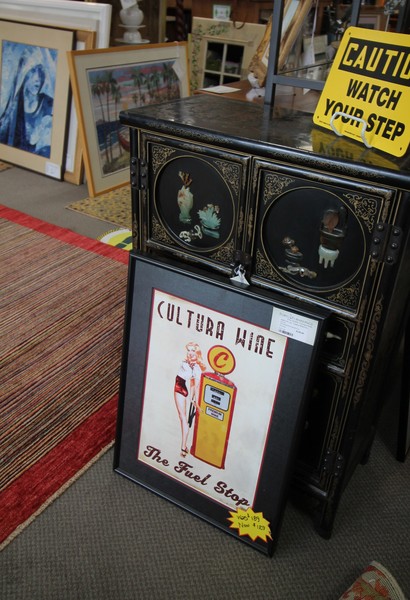 CAUTION
WATCH
YOUR STEP
CULTURA WINE
C
The Fuel Stop